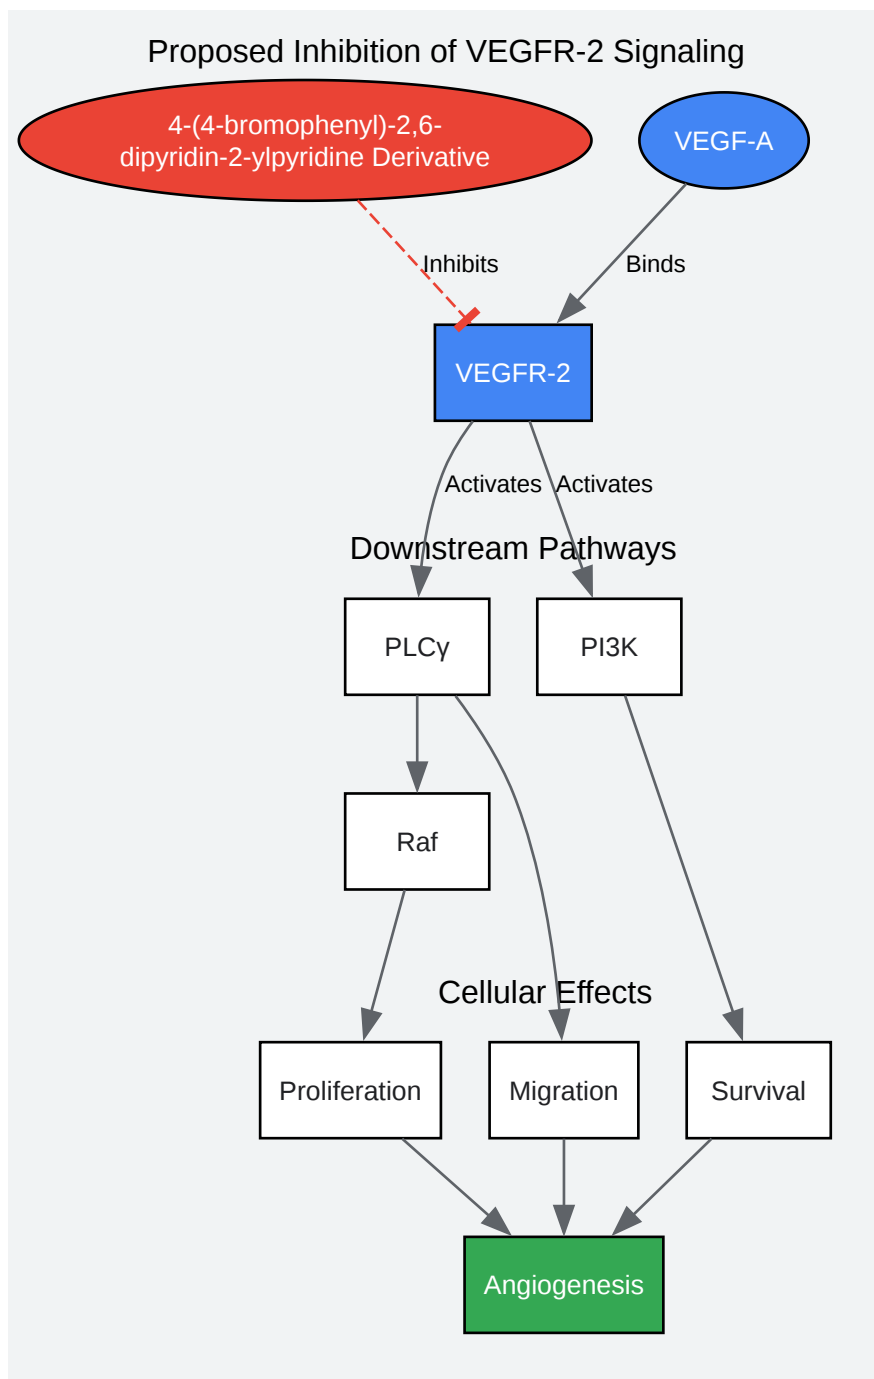 Proposed Inhibition of VEGFR-2 Signaling
4-(4-bromophenyl)-2,6-
dipyridin-2-ylpyridine Derivative
VEGF-A
Inhibits
Binds
VEGFR-2
Activates
Activates
Downstream Pathways
PLCγ
PI3K
Raf
Cellular Effects
Proliferation
Migration
Survival
Angiogenesis